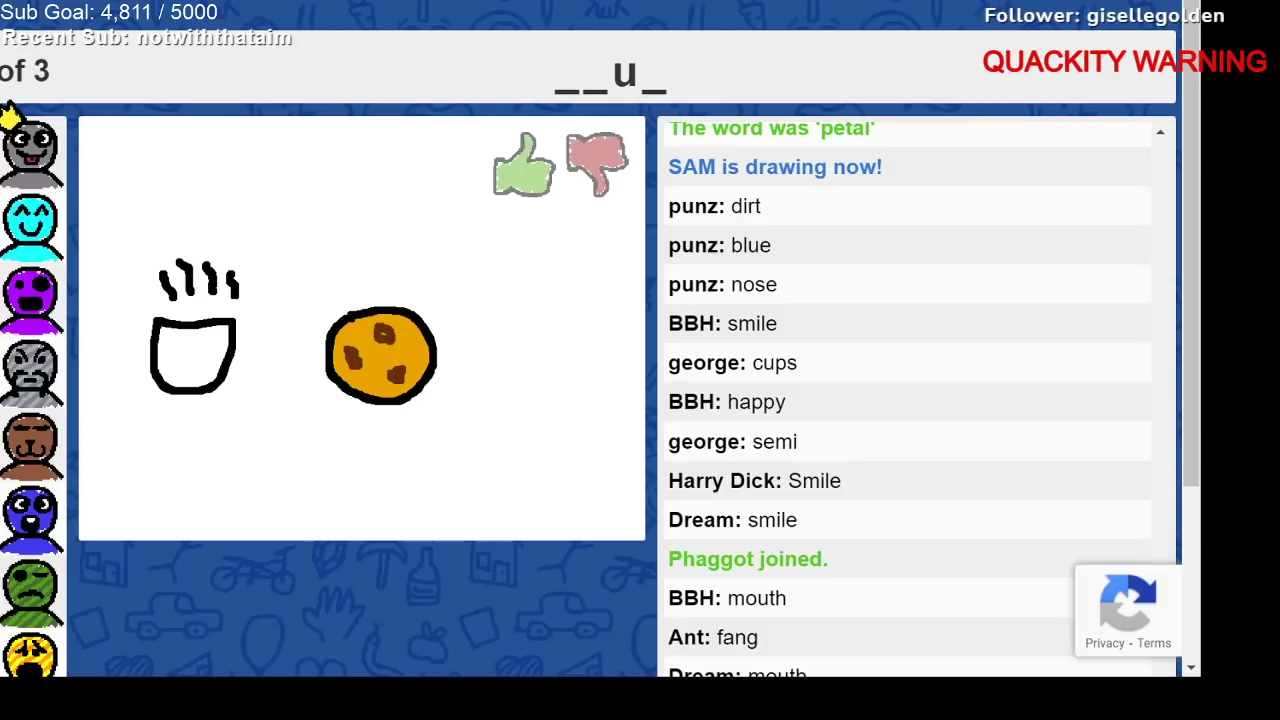 Sub Goal: 4,811 / 5000
Follower: gisellegolden
Recent Sub: notwiththataim
of 3
__u_
QUACKITY WARNING
The word was 'petal'
SAM is drawing now!
punz: dirt
punz: blue
punz: nose
BBH: smile
george: cups
BBH: happy
george: semi
Harry Dick: Smile
Dream: smile
Phaggot joined.
BBH: mouth
Ant: fang
Dream: mouth
Privacy - Terms